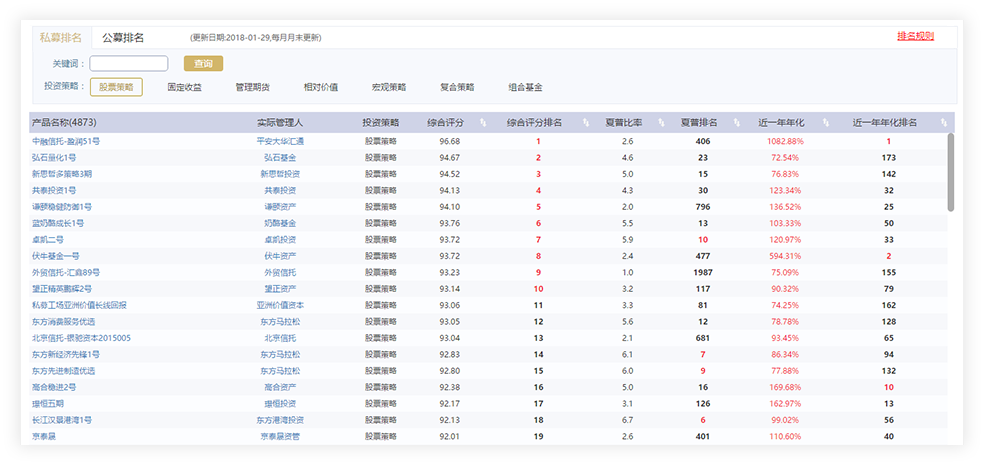 私募排名 公募排名 (更新日期:2018-01-29,每月月末更新) 排名规则
关键词： 查询
投资策略： 股票策略 固定收益 管理期货 相对价值 宏观策略 复合策略 组合基金
产品名称(4873) 实际管理人 投资策略 综合评分 综合评分排名 夏普比率 夏普排名 近一年年化 近一年年化排名
中融信托-盈润51号 平安大华汇通 股票策略 96.68 1 2.6 406 1082.88% 1
弘石量化1号 弘石基金 股票策略 94.67 2 4.6 23 72.54% 173
新思哲多策略3期 新思哲投资 股票策略 94.52 3 5.0 15 76.83% 142
共泰投资1号 共泰投资 股票策略 94.13 4 4.3 30 123.34% 32
谦颐稳健防御1号 谦颐资产 股票策略 94.10 5 2.0 796 136.52% 25
蓝奶酪成长1号 奶酪基金 股票策略 93.76 6 5.5 13 103.33% 50
卓凯二号 卓凯投资 股票策略 93.72 7 5.9 10 120.97% 33
伏牛基金一号 伏牛资产 股票策略 93.72 8 2.4 477 594.31% 2
外贸信托-汇鑫89号 外贸信托 股票策略 93.23 9 1.0 1987 75.09% 155
望正精英鹏辉2号 望正资产 股票策略 93.14 10 3.2 117 90.32% 79
私募工场亚洲价值长线回报 亚洲价值资本 股票策略 93.06 11 3.3 81 74.25% 162
东方消费服务优选 东方马拉松 股票策略 93.05 12 5.6 12 78.78% 128
北京信托-银驰资本2015005 北京信托 股票策略 93.04 13 2.1 681 93.45% 65
东方新经济先锋1号 东方马拉松 股票策略 92.83 14 6.1 7 86.34% 94
东方先进制造优选 东方马拉松 股票策略 92.80 15 6.0 9 77.88% 132
高合稳进2号 高合资产 股票策略 92.38 16 5.0 16 169.68% 10
璟恒五期 璟恒投资 股票策略 92.17 17 3.1 126 162.97% 13
长江汉景港湾1号 东方港湾投资 股票策略 92.13 18 6.7 6 99.02% 56
京泰晟 京泰晟资管 股票策略 92.01 19 2.6 401 110.60% 40